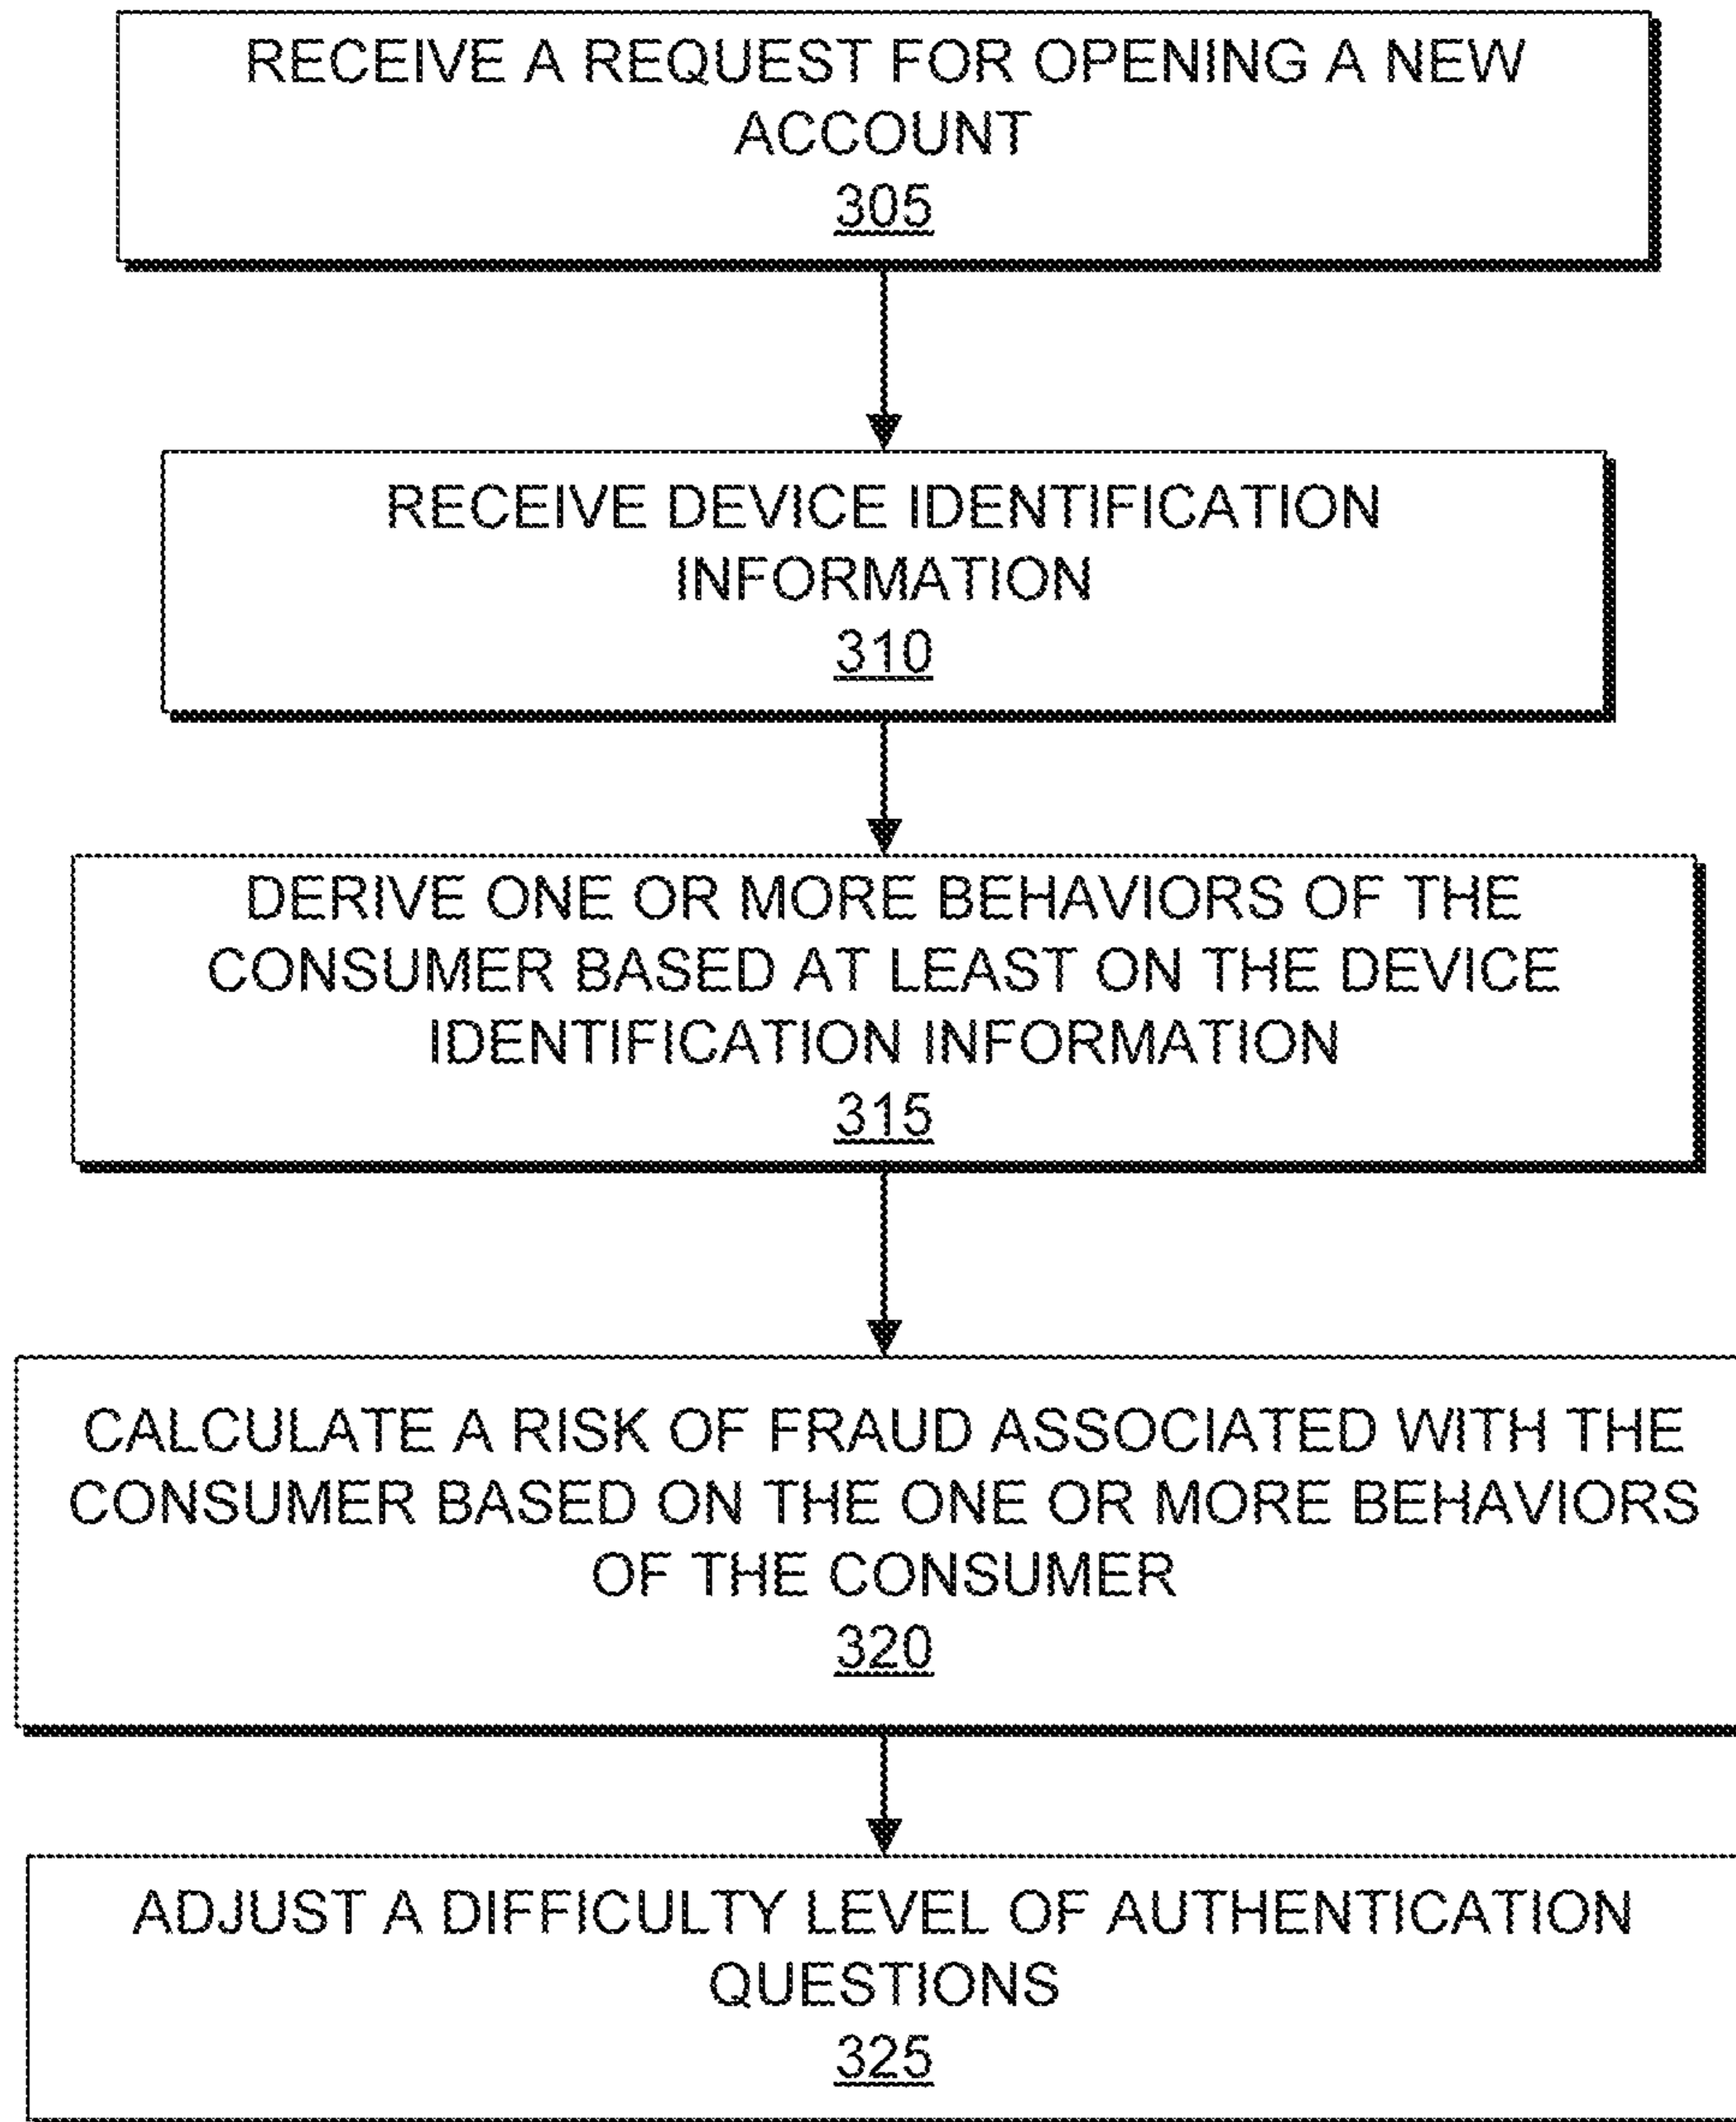 RECEIVE A REQUEST FOR OPENING A NEW
ACCOUNT
305
RECEIVE DEVICE IDENTIFICATION
INFORMATION
310
DERIVE ONE OR MORE BEHAVIORS OF THE
CONSUMER BASED AT LEAST ON THE DEVICE
IDENTIFICATION INFORMATION
315
CALCULATE A RISK OF FRAUD ASSOCIATED WITH THE
CONSUMER BASED ON THE ONE OR MORE BEHAVIORS
OF THE CONSUMER
320
ADJUST A DIFFICULTY LEVEL OF AUTHENTICATION
QUESTIONS
325